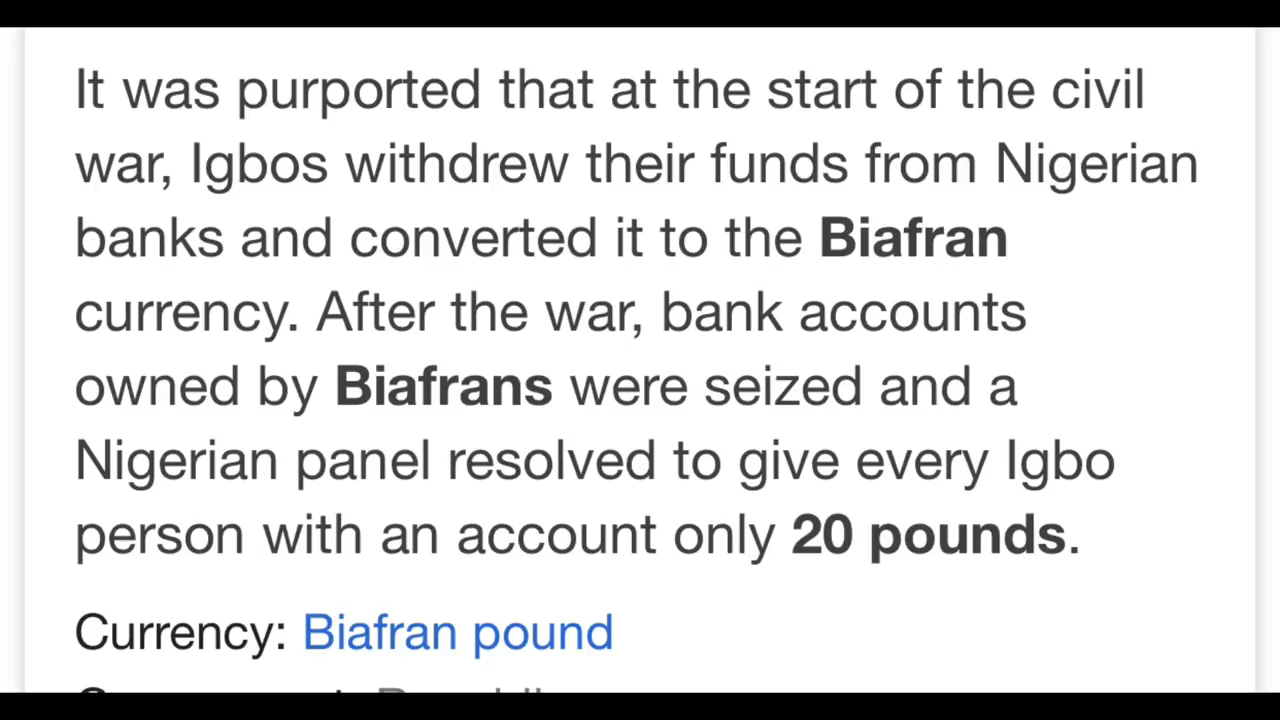 It was purported that at the start of the civil
war, Igbos withdrew their funds from Nigerian
banks and converted it to the Biafran
currency. After the war, bank accounts
owned by Biafrans were seized and a
Nigerian panel resolved to give every Igbo
person with an account only 20 pounds.
Currency: Biafran pound